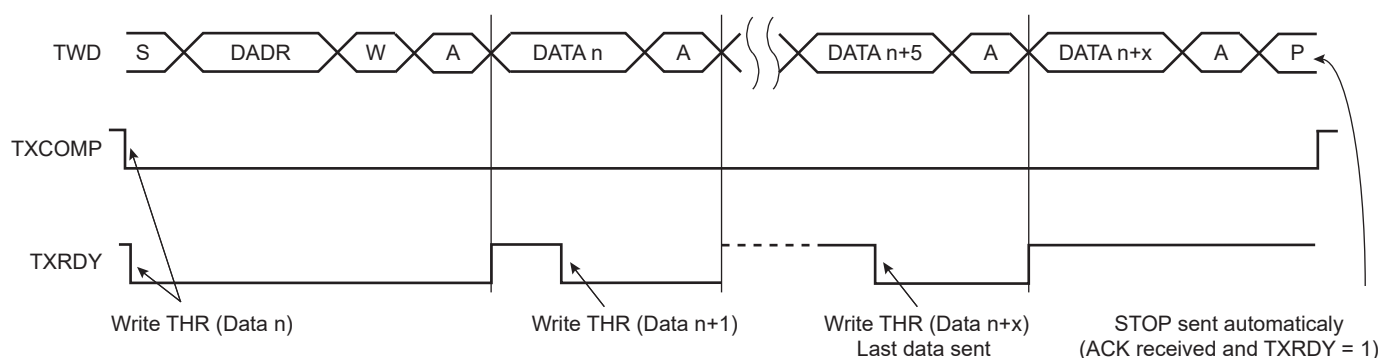 TWD S DADR W A DATA n A DATA n+5 A DATA n+x A P
TXCOMP
TXRDY
Write THR (Data n)
Write THR (Data n+1)
Write THR (Data n+x)
Last data sent
STOP sent automaticaly
(ACK received and TXRDY = 1)